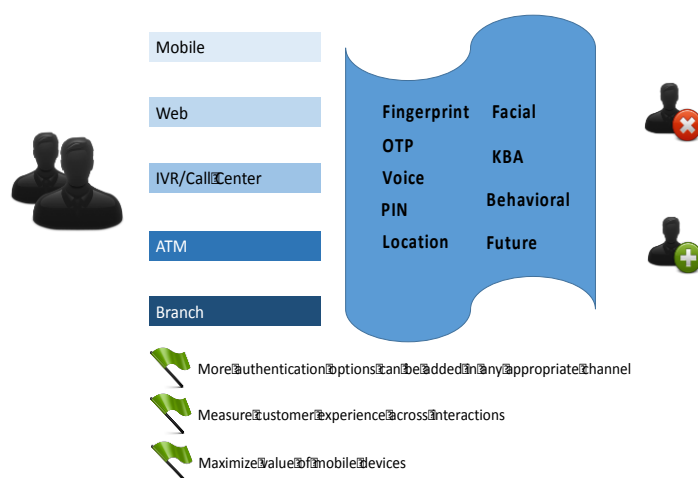 Mobile
Web
IVR/Call Center
ATM
Branch
Fingerprint
OTP
Voice
PIN
Location
Facial
KBA
Behavioral
Future
More authentication options can be added in any appropriate channel
Measure customer experience across interactions
Maximize value of mobile devices